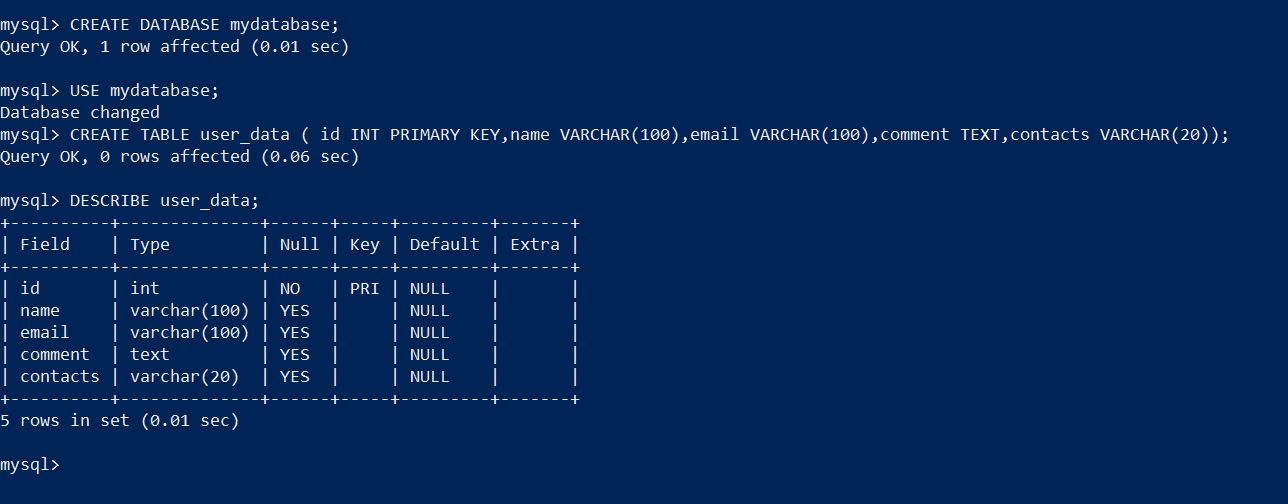 mysql> CREATE DATABASE mydatabase;
Query OK, 1 row affected (0.01 sec)
mysql> USE mydatabase;
Database changed
mysql> CREATE TABLE user_data ( id INT PRIMARY KEY,name VARCHAR(100),email VARCHAR(100),comment TEXT,contacts VARCHAR(20));
Query OK, 0 rows affected (0.06 sec)
mysql> DESCRIBE user_data;
+----------+--------------+------+-----+---------+-------+
| Field    | Type         | Null | Key | Default | Extra |
+----------+--------------+------+-----+---------+-------+
| id       | int          | NO   | PRI | NULL    |       |
| name     | varchar(100) | YES  |     | NULL    |       |
| email    | varchar(100) | YES  |     | NULL    |       |
| comment  | text         | YES  |     | NULL    |       |
| contacts | varchar(20)  | YES  |     | NULL    |       |
+----------+--------------+------+-----+---------+-------+
5 rows in set (0.01 sec)
mysql>